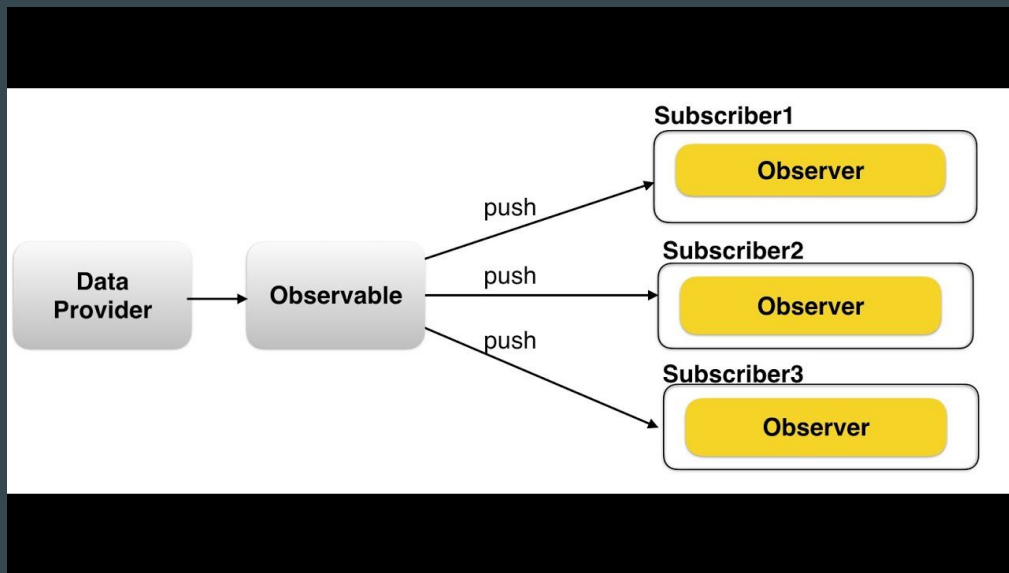 Data
Provider
Observable
push
push
push
Subscriber1
Observer
Subscriber2
Observer
Subscriber3
Observer